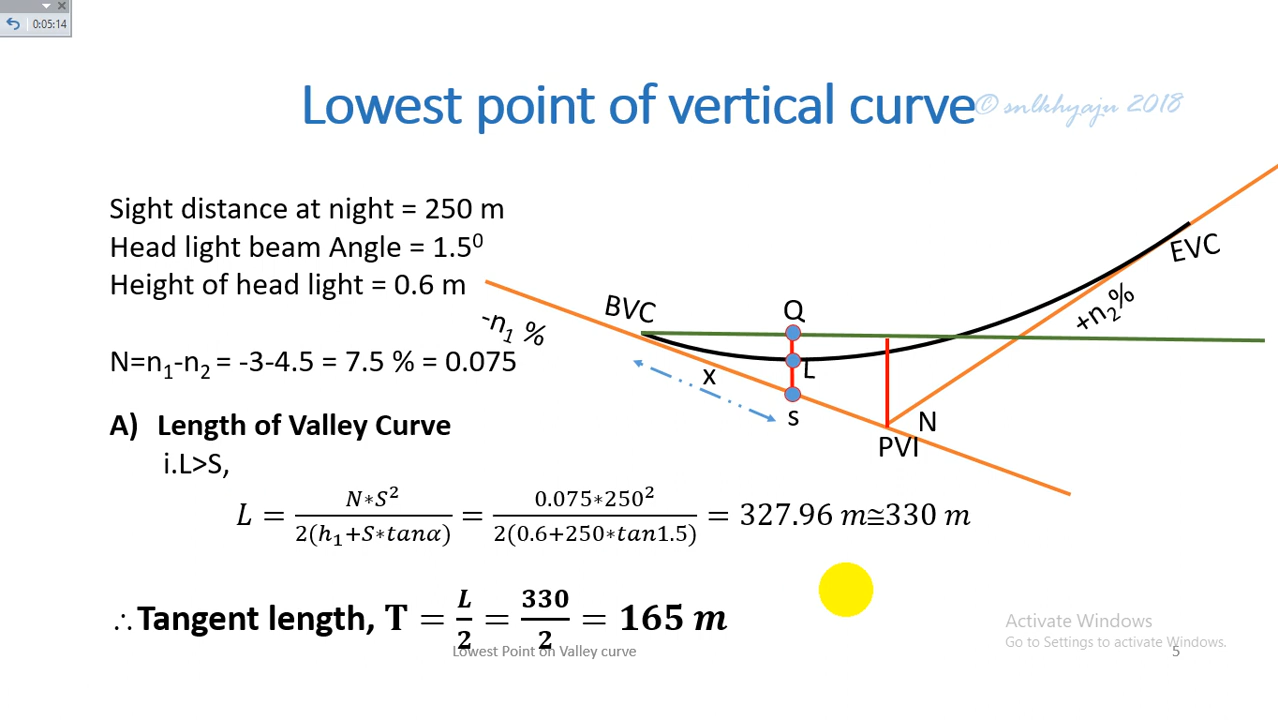 0:05:14
Lowest point of vertical curve
© snlkhyaju 2018
Sight distance at night = 250 m
Head light beam Angle = 1.5⁰
Height of head light = 0.6 m
N=n₁-n₂ = -3-4.5 = 7.5 % = 0.075
A) Length of Valley Curve
i.L>S,
L = N∗S² / 2(h₁+S∗tanα) = 0.075∗250² / 2(0.6+250∗tan1.5) = 327.96 m≅330 m
∴Tangent length, T = L/2 = 330/2 = 165 m
BVC
-n₁ %
Q
L
x
s
N
PVI
+n₂%
EVC
Activate Windows
Go to Settings to activate Windows.
Lowest Point on Valley curve
5